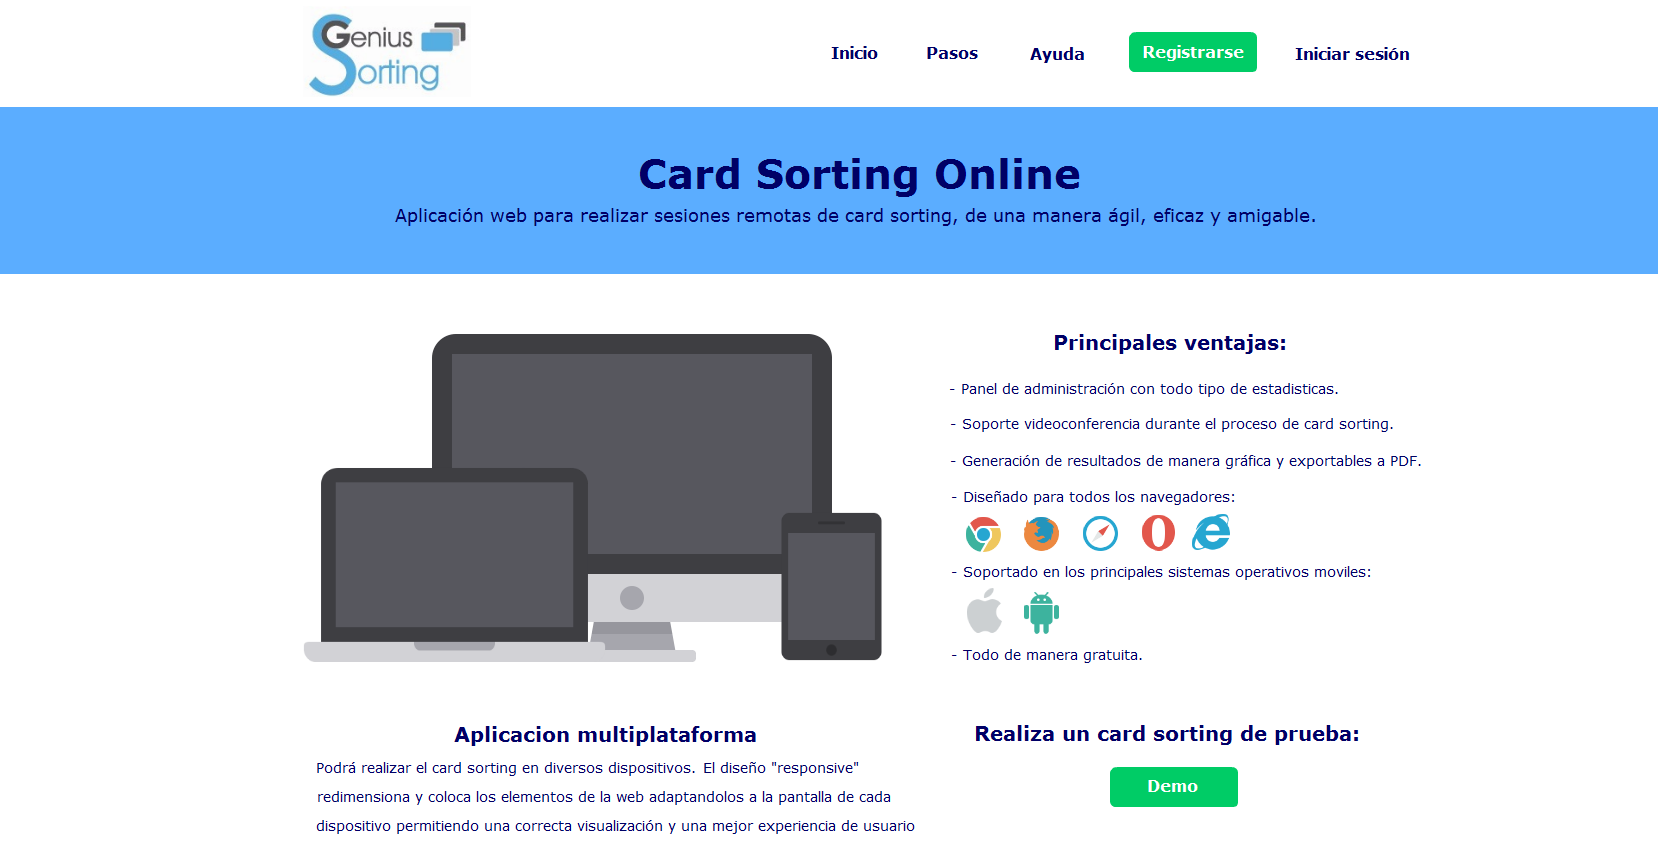 Genius
Sorting
Inicio
Pasos
Ayuda
Registrarse
Iniciar sesión
Card Sorting Online
Aplicación web para realizar sesiones remotas de card sorting, de una manera ágil, eficaz y amigable.
Principales ventajas:
- Panel de administración con todo tipo de estadisticas.
- Soporte videoconferencia durante el proceso de card sorting.
- Generación de resultados de manera gráfica y exportables a PDF.
- Diseñado para todos los navegadores:
- Soportado en los principales sistemas operativos moviles:
- Todo de manera gratuita.
Aplicacion multiplataforma
Podrá realizar el card sorting en diversos dispositivos. El diseño "responsive"
redimensiona y coloca los elementos de la web adaptandolos a la pantalla de cada
dispositivo permitiendo una correcta visualización y una mejor experiencia de usuario
Realiza un card sorting de prueba:
Demo